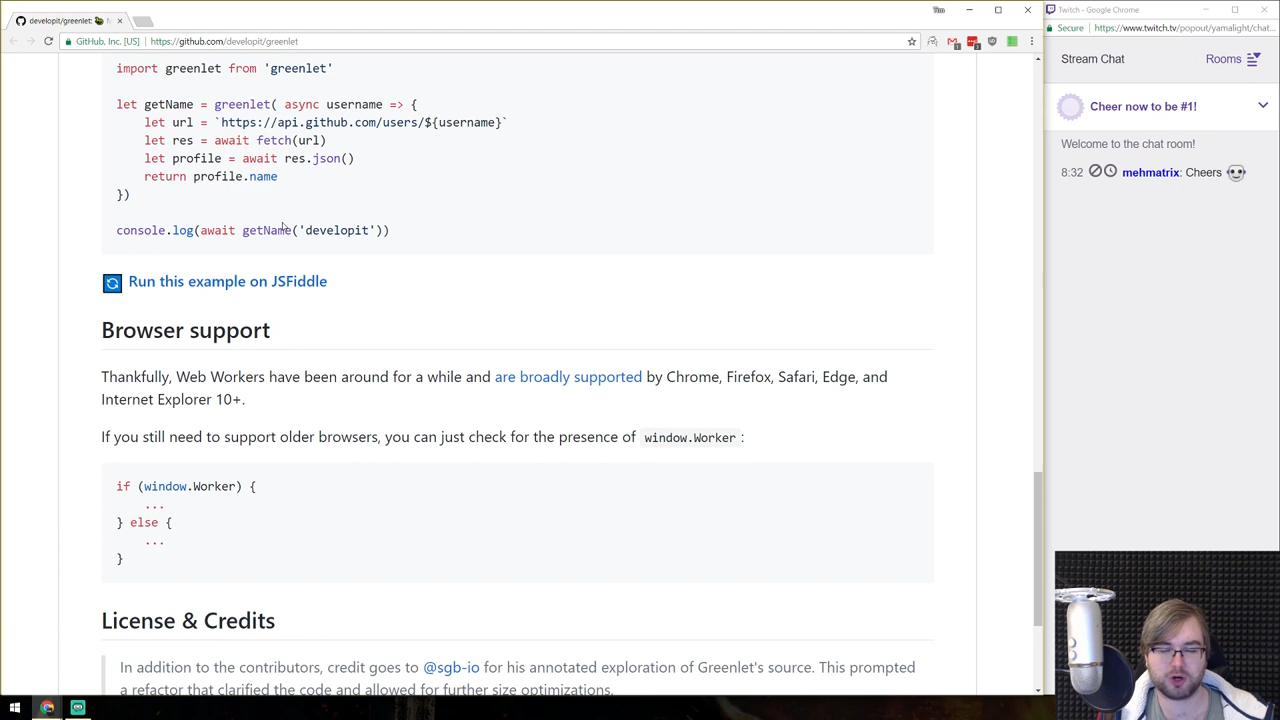 developit/greenlet:
Tim
Twitch - Google Chrome
GitHub, Inc. [US]
https://github.com/developit/greenlet
Secure
https://www.twitch.tv/popout/yamalight/chat...
import greenlet from 'greenlet'
let getName = greenlet( async username => {
let url = `https://api.github.com/users/${username}`
let res = await fetch(url)
let profile = await res.json()
return profile.name
})
console.log(await getName('developit'))
Run this example on JSFiddle
Browser support
Thankfully, Web Workers have been around for a while and are broadly supported by Chrome, Firefox, Safari, Edge, and
Internet Explorer 10+.
If you still need to support older browsers, you can just check for the presence of window.Worker :
if (window.Worker) {
...
} else {
...
}
License & Credits
In addition to the contributors, credit goes to @sgb-io for his annotated exploration of Greenlet's source. This prompted
a refactor that clarified the code and allowed for further size optimizations.
Stream Chat
Rooms
Cheer now to be #1!
Welcome to the chat room!
8:32 mehmatrix: Cheers